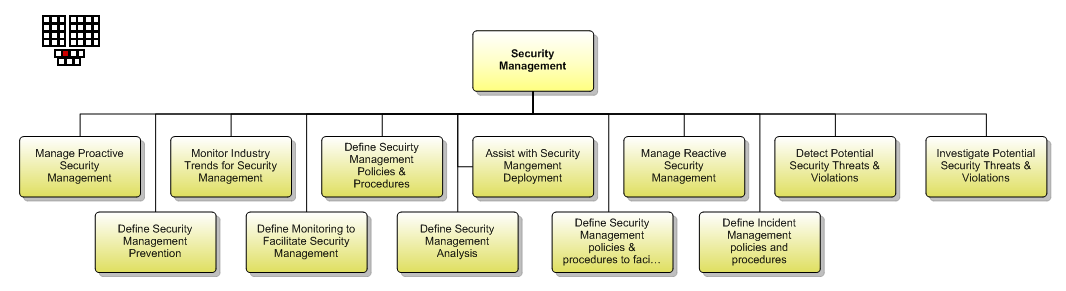 Security
Management
Manage Proactive
Security
Management
Monitor Industry
Trends for Security
Management
Define Secuirty
Management
Policies &
Procedures
Assist with Security
Mangement
Deployment
Manage Reactive
Security
Management
Detect Potential
Security Threats &
Violations
Investigate Potential
Security Threats &
Violations
Define Security
Management
Prevention
Define Monitoring to
Facilitate Security
Management
Define Security
Management
Analysis
Define Security
Management
policies &
procedures to faci...
Define Incident
Management
policies and
procedures